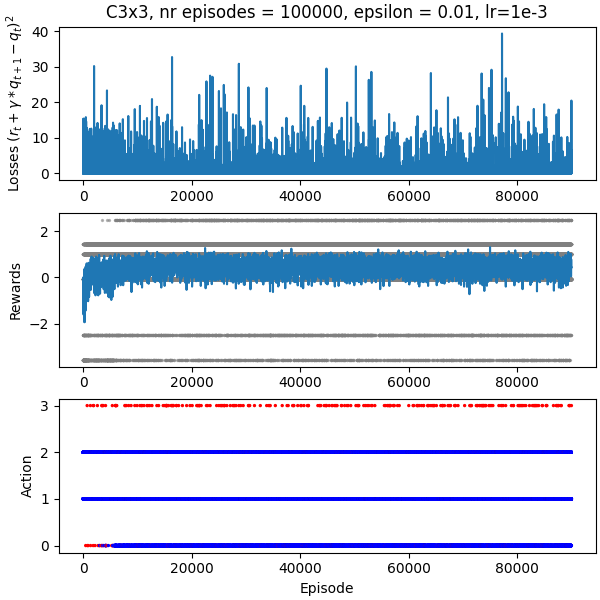 C3x3, nr episodes = 100000, epsilon = 0.01, lr=1e-3
Losses $(r_t + \gamma * q_{t+1} - q_t)^2$
40
30
20
10
0
0 20000 40000 60000 80000
Rewards
2
0
−2
0 20000 40000 60000 80000
Action
3
2
1
0
0 20000 40000 60000 80000
Episode